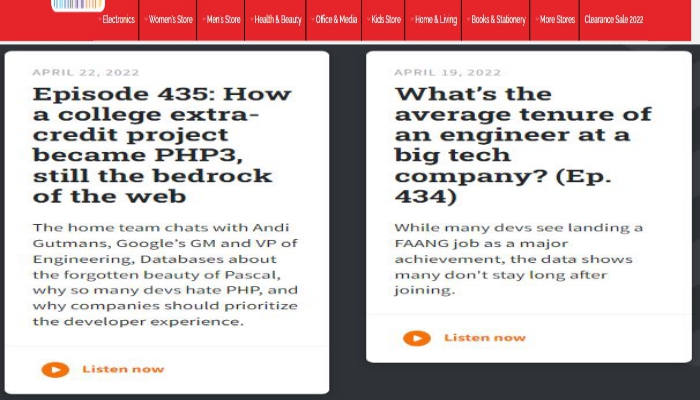 Electronics Women's Store Men's Store Health & Beauty Office & Media Kids Store Home & Living Books & Stationery More Stores Clearance Sale 2022
APRIL 22, 2022
Episode 435: How
a college extra-
credit project
became PHP3,
still the bedrock
of the web
The home team chats with Andi
Gutmans, Google's GM and VP of
Engineering, Databases about
the forgotten beauty of Pascal,
why so many devs hate PHP, and
why companies should prioritize
the developer experience.
Listen now
APRIL 19, 2022
What's the
average tenure of
an engineer at a
big tech
company? (Ep.
434)
While many devs see landing a
FAANG job as a major
achievement, the data shows
many don't stay long after
joining.
Listen now